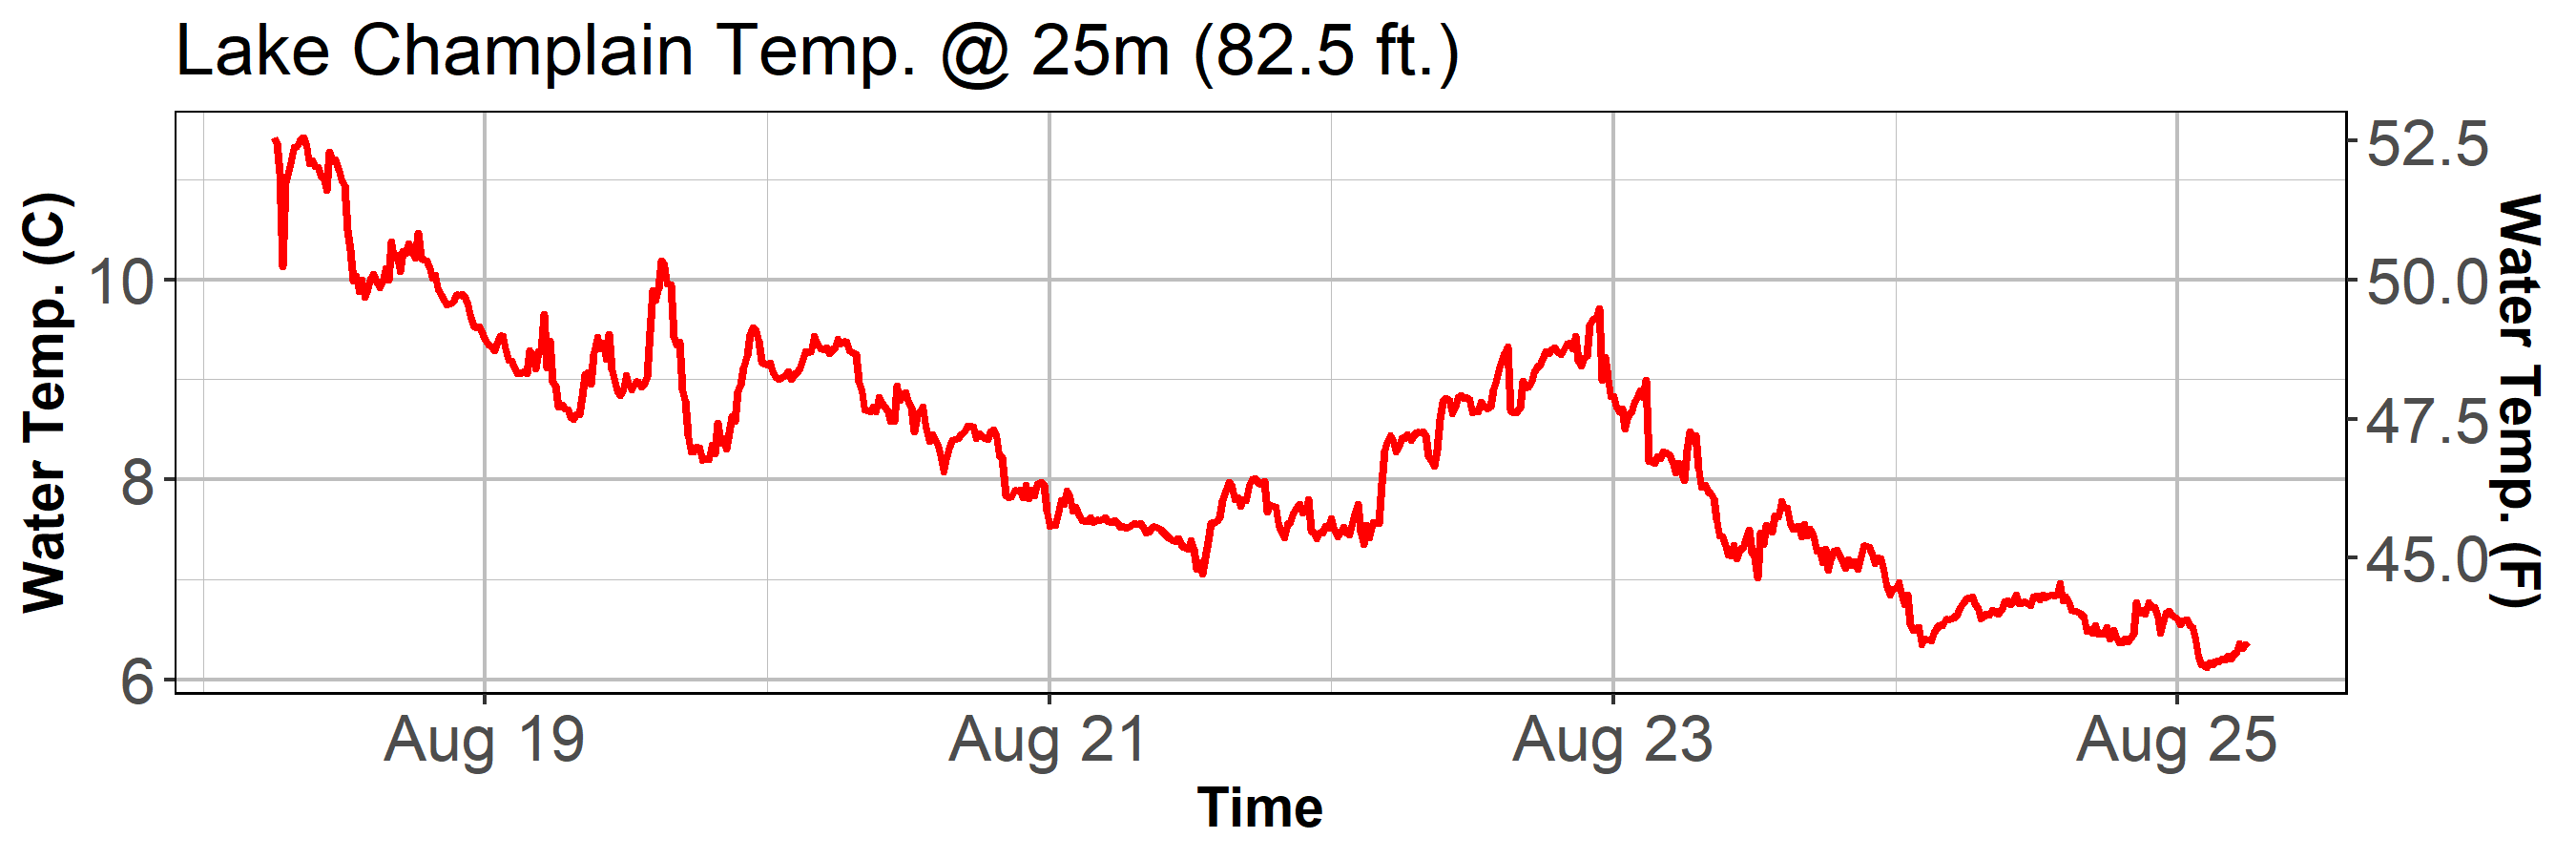 Lake Champlain Temp. @ 25m (82.5 ft.)
Water Temp. (C)
10
8
6
52.5
50.0
47.5
45.0
Water Temp. (F)
Aug 19
Aug 21
Aug 23
Aug 25
Time